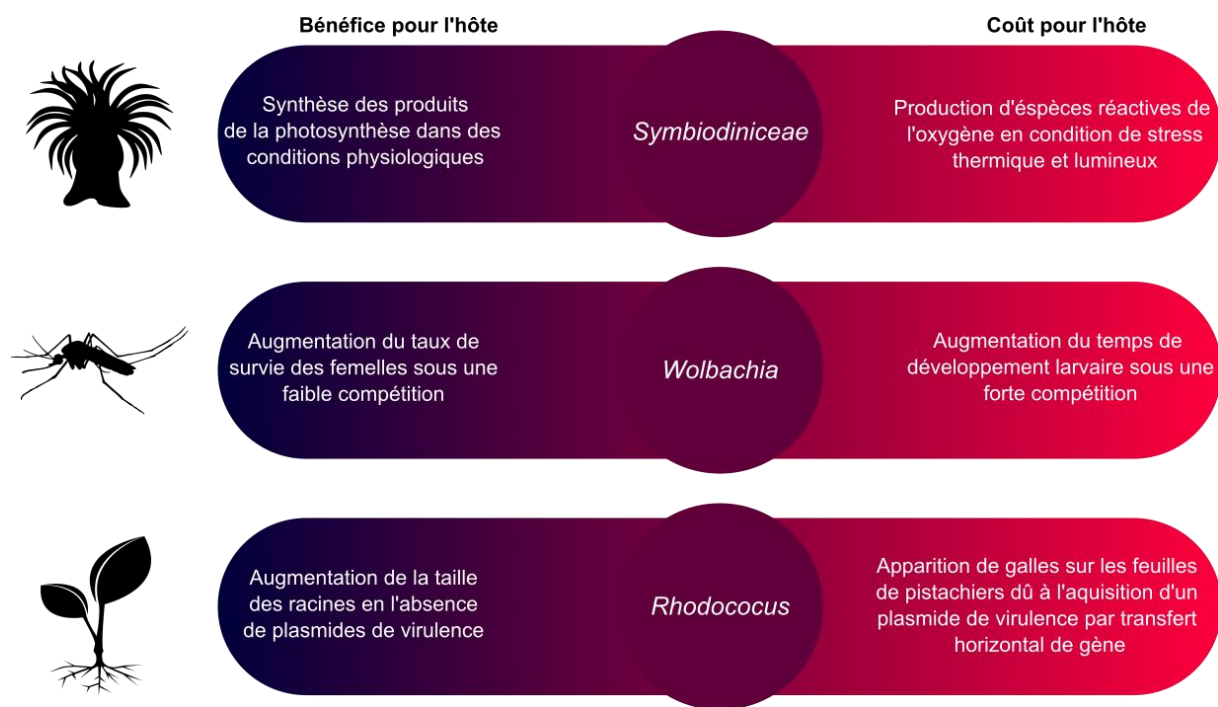 Bénéfice pour l'hôte
Coût pour l'hôte
Synthèse des produits
de la photosynthèse dans des
conditions physiologiques
Symbiodiniceae
Production d'éspèces réactives de
l'oxygène en condition de stress
thermique et lumineux
Augmentation du taux de
survie des femelles sous une
faible compétition
Wolbachia
Augmentation du temps de
développement larvaire sous une
forte compétition
Augmentation de la taille
des racines en l'absence
de plasmides de virulence
Rhodococus
Apparition de galles sur les feuilles
de pistachiers dû à l'aquisition d'un
plasmide de virulence par transfert
horizontal de gène